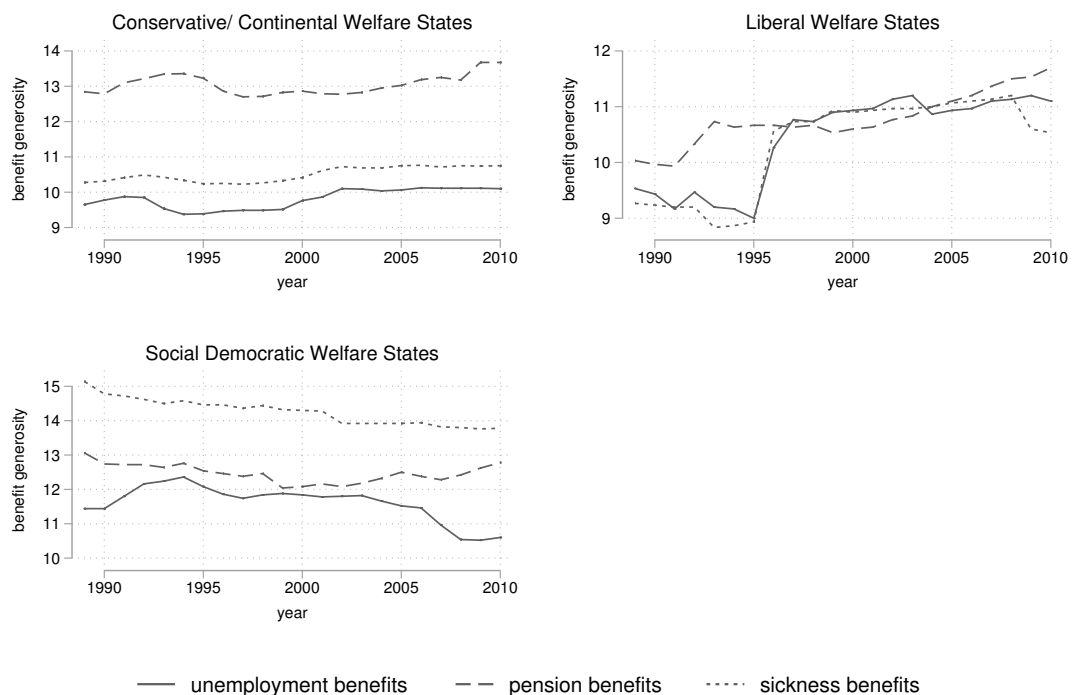 Conservative/ Continental Welfare States
14
13
12
11
10
9
benefit generosity
1990 1995 2000 2005 2010
year
Liberal Welfare States
12
11
10
9
benefit generosity
1990 1995 2000 2005 2010
year
Social Democratic Welfare States
15
14
13
12
11
10
benefit generosity
1990 1995 2000 2005 2010
year
unemployment benefits pension benefits sickness benefits